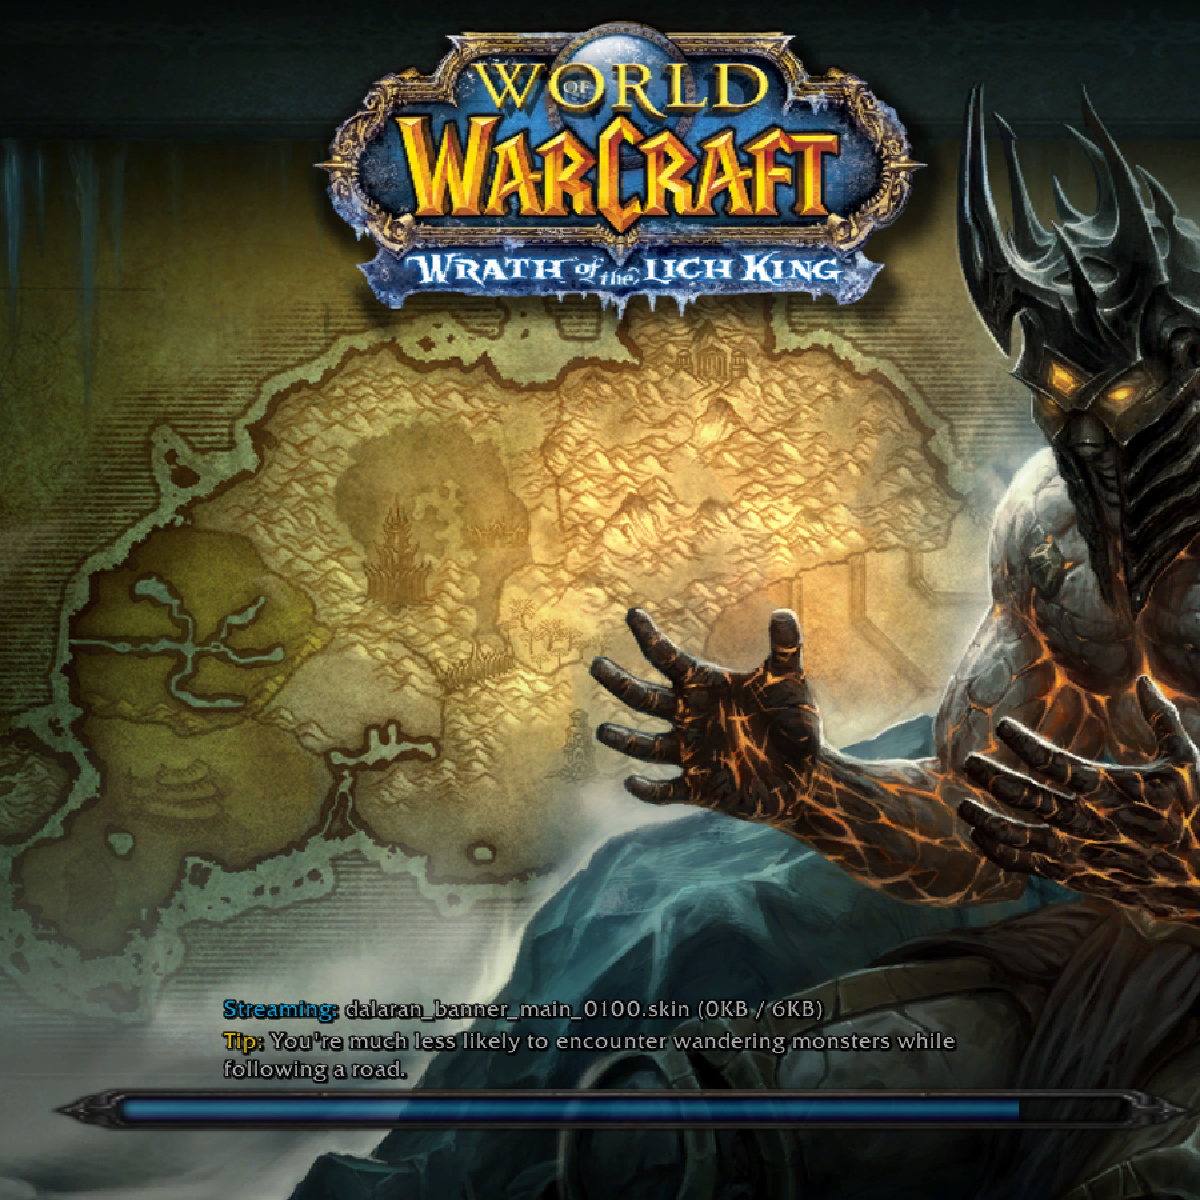 WORLD
OF
WARCRAFT
WRATH of the LICH KING
Streaming: dalaran_banner_main_0100.skin (0KB / 6KB)
Tip: You're much less likely to encounter wandering monsters while
following a road.